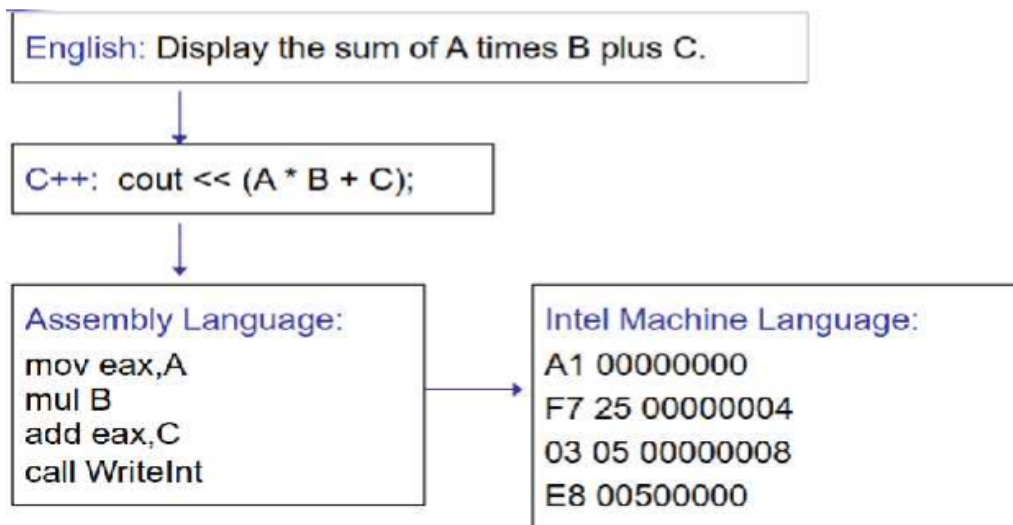 English: Display the sum of A times B plus C.
C++: cout << (A * B + C);
Assembly Language:
mov eax,A
mul B
add eax,C
call WriteInt
Intel Machine Language:
A1 00000000
F7 25 00000004
03 05 00000008
E8 00500000